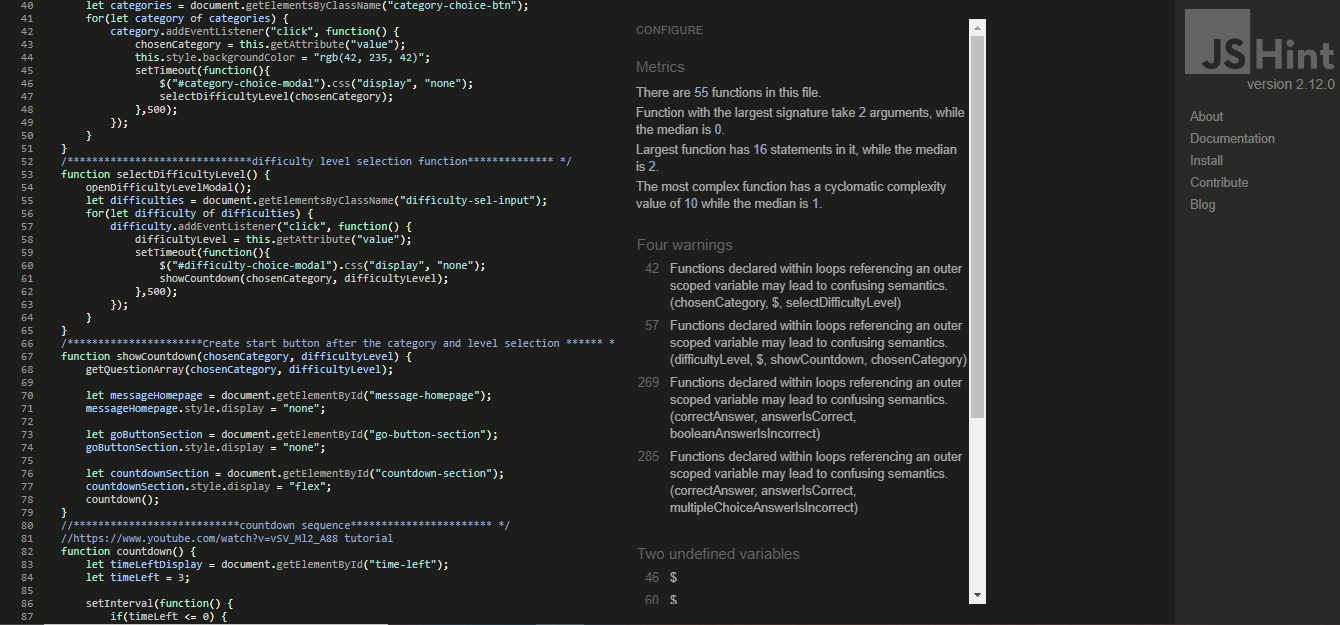 40 let categories = document.getElementsByClassName("category-choice-btn");
41 for(let category of categories) {
42 category.addEventListener("click", function() {
43 chosenCategory = this.getAttribute("value");
44 this.style.backgroundColor = "rgb(42, 235, 42)";
45 setTimeout(function(){
46 $("#category-choice-modal").css("display", "none");
47 selectDifficultyLevel(chosenCategory);
48 },500);
49 });
50 }
51 }
52 /******************************difficulty level selection function************** */
53 function selectDifficultyLevel() {
54 openDifficultyLevelModal();
55 let difficulties = document.getElementsByClassName("difficulty-sel-input");
56 for(let difficulty of difficulties) {
57 difficulty.addEventListener("click", function() {
58 difficultyLevel = this.getAttribute("value");
59 setTimeout(function(){
60 $("#difficulty-choice-modal").css("display", "none");
61 showCountdown(chosenCategory, difficultyLevel);
62 },500);
63 });
64 }
65 }
66 /**********************Create start button after the category and level selection ****** *
67 function showCountdown(chosenCategory, difficultyLevel) {
68 getQuestionArray(chosenCategory, difficultyLevel);
69
70 let messageHomepage = document.getElementById("message-homepage");
71 messageHomepage.style.display = "none";
72
73 let goButtonSection = document.getElementById("go-button-section");
74 goButtonSection.style.display = "none";
75
76 let countdownSection = document.getElementById("countdown-section");
77 countdownSection.style.display = "flex";
78 countdown();
79 }
80 //***************************countdown sequence*********************** */
81 //https://www.youtube.com/watch?v=vSV_Ml2_A88 tutorial
82 function countdown() {
83 let timeLeftDisplay = document.getElementById("time-left");
84 let timeLeft = 3;
85
86 setInterval(function() {
87 if(timeLeft <= 0) {
CONFIGURE
Metrics
There are 55 functions in this file.
Function with the largest signature take 2 arguments, while
the median is 0.
Largest function has 16 statements in it, while the median
is 2.
The most complex function has a cyclomatic complexity
value of 10 while the median is 1.
Four warnings
42 Functions declared within loops referencing an outer
scoped variable may lead to confusing semantics.
(chosenCategory, $, selectDifficultyLevel)
57 Functions declared within loops referencing an outer
scoped variable may lead to confusing semantics.
(difficultyLevel, $, showCountdown, chosenCategory)
269 Functions declared within loops referencing an outer
scoped variable may lead to confusing semantics.
(correctAnswer, answerIsCorrect,
booleanAnswerIsIncorrect)
285 Functions declared within loops referencing an outer
scoped variable may lead to confusing semantics.
(correctAnswer, answerIsCorrect,
multipleChoiceAnswerIsIncorrect)
Two undefined variables
46 $
60 $
JSHint
version 2.12.0
About
Documentation
Install
Contribute
Blog